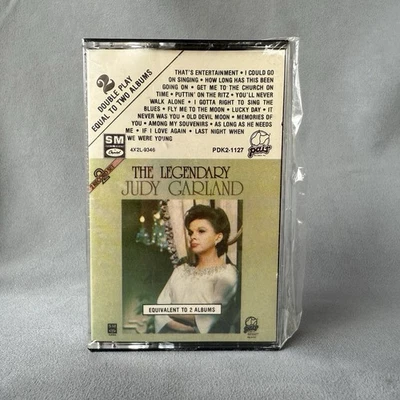 2
DOUBLE PLAY
EQUAL TO TWO ALBUMS
THAT'S ENTERTAINMENT • I COULD GO
ON SINGING • HOW LONG HAS THIS BEEN
GOING ON • GET ME TO THE CHURCH ON
TIME • PUTTIN' ON THE RITZ • YOU'LL NEVER
WALK ALONE • I GOTTA RIGHT TO SING THE
BLUES • FLY ME TO THE MOON • LUCKY DAY • IT
NEVER WAS YOU • OLD DEVIL MOON • MEMORIES OF
YOU • AMONG MY SOUVENIRS • AS LONG AS HE NEEDS
ME • IF I LOVE AGAIN • LAST NIGHT WHEN
WE WERE YOUNG
SM
Capitol
4X2L-9346
PDK2-1127
pair
2
THE LEGENDARY
JUDY GARLAND
EQUIVALENT TO 2 ALBUMS
pair